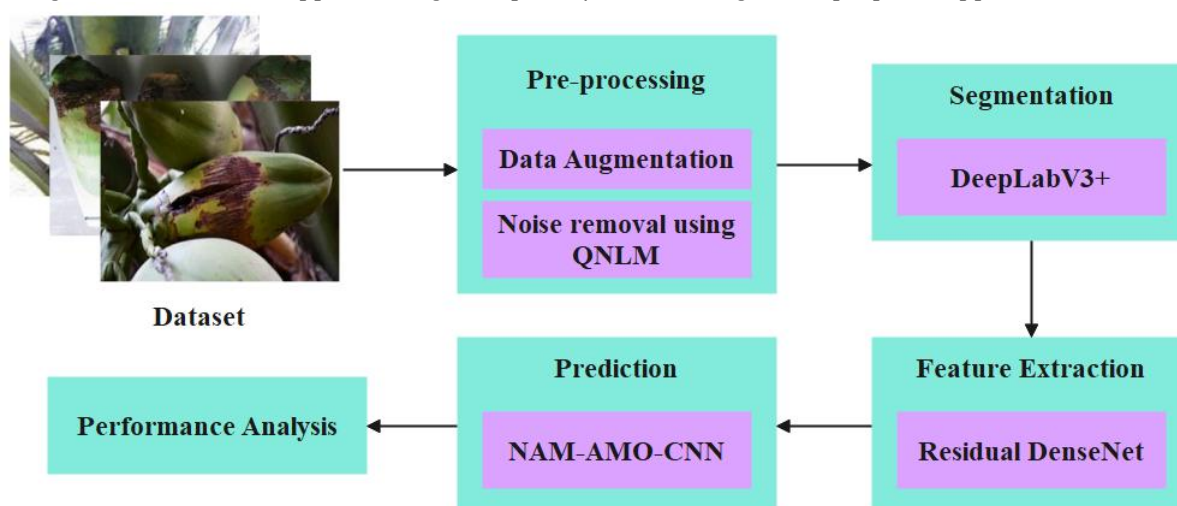 Pre-processing
Data Augmentation
Noise removal using
QNLM
Segmentation
DeepLabV3+
Dataset
Feature Extraction
Residual DenseNet
Prediction
NAM-AMO-CNN
Performance Analysis